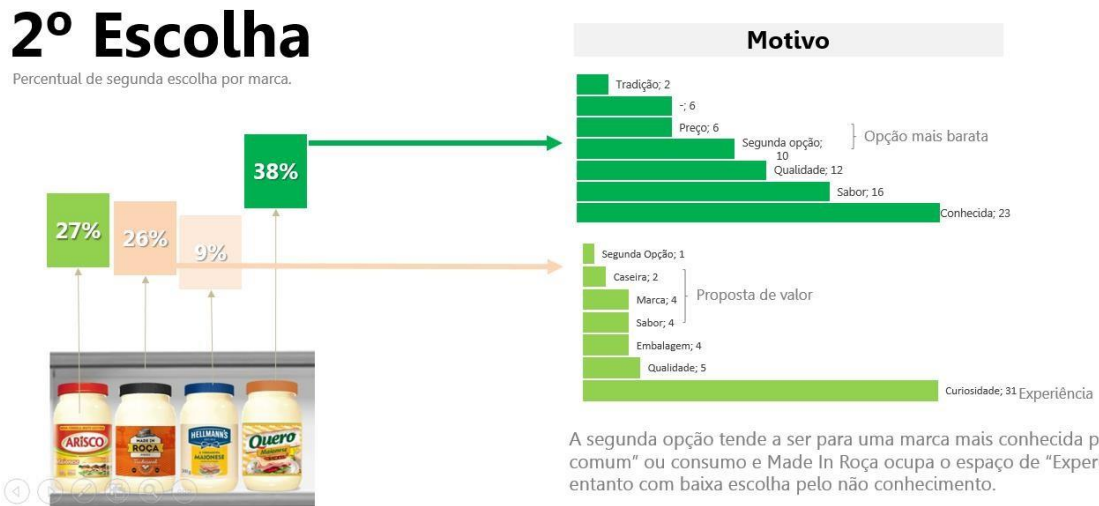 2º Escolha
Percentual de segunda escolha por marca.
38%
27%
26%
9%
ARISCO
MADE IN
ROÇA
HELLMANN'S
MAIONESE
Quero
Maionese
Motivo
Tradição; 2
-; 6
Preço; 6
Segunda opção;
10
Opção mais barata
Qualidade; 12
Sabor; 16
Conhecida; 23
Segunda Opção; 1
Caseira; 2
Marca; 4
Proposta de valor
Sabor; 4
Embalagem; 4
Qualidade; 5
Curiosidade; 31
Experiência
A segunda opção tende a ser para uma marca mais conhecida p
comum" ou consumo e Made In Roça ocupa o espaço de "Exper
entanto com baixa escolha pelo não conhecimento.